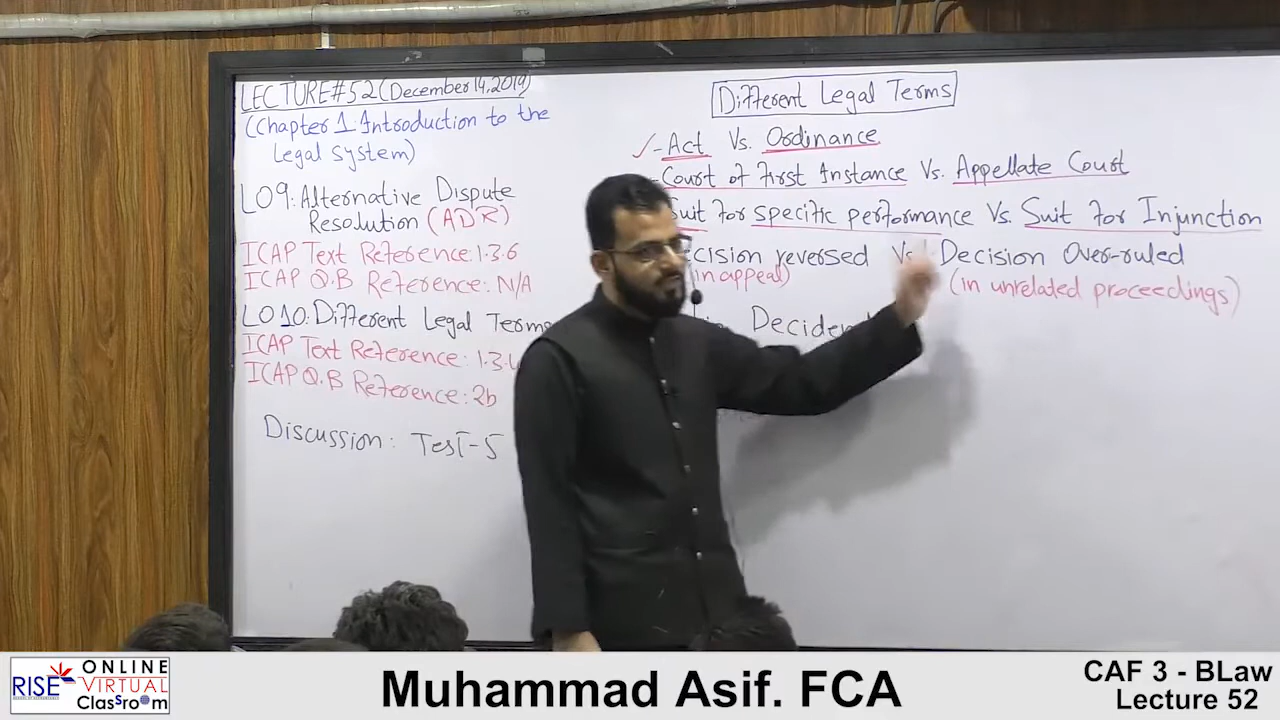 LECTURE#52(December 14,2019)
(Chapter 1: Introduction to the
Legal System)
LO9: Alternative Dispute
Resolution (ADR)
ICAP Text Reference: 1.3.6
ICAP Q.B Reference: N/A
LO10: Different Legal Terms
ICAP Text Reference: 1.3.
ICAP Q.B Reference: 2b
Discussion: Test-5
Different Legal Terms
✓-Act Vs. Ordinance
-Court of First Instance Vs. Appellate Court
Suit for specific performance Vs. Suit for Injunction
ecision reversed Vs Decision Over-ruled
(in appeal) (in unrelated proceedings)
Decidend
RISE ONLINE
VIRTUAL
Classroom
Muhammad Asif. FCA
CAF 3 - BLaw
Lecture 52